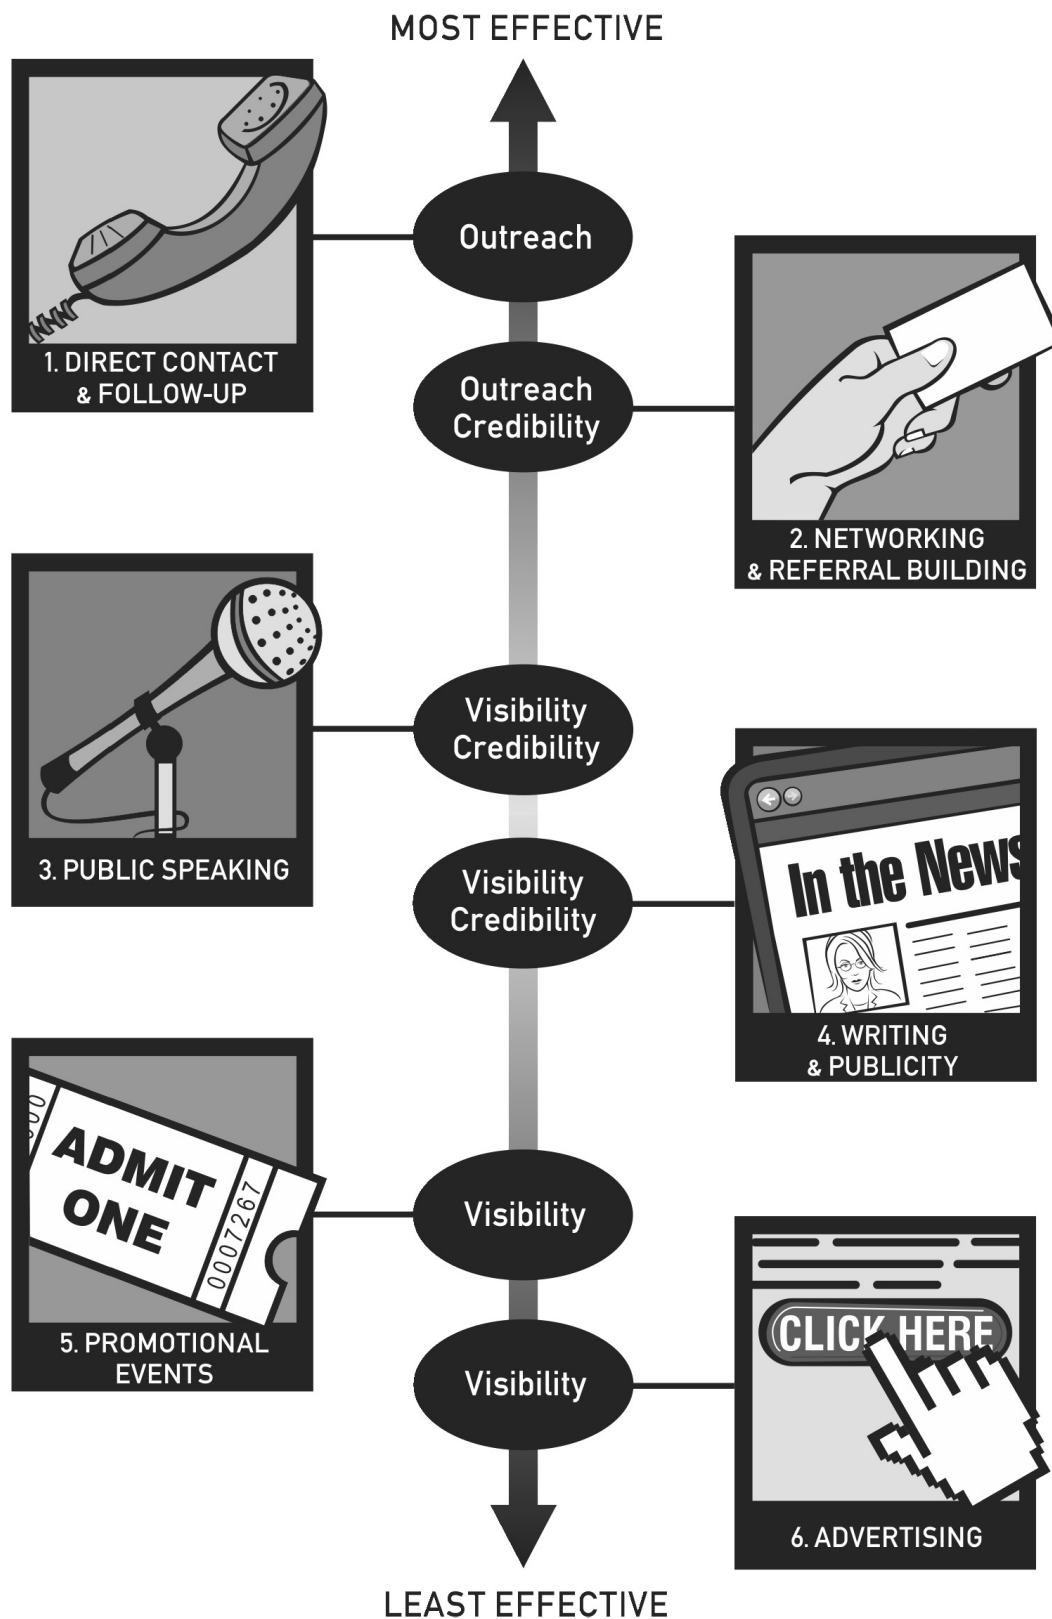 MOST EFFECTIVE
Outreach
1. DIRECT CONTACT
& FOLLOW-UP
Outreach
Credibility
2. NETWORKING
& REFERRAL BUILDING
Visibility
Credibility
3. PUBLIC SPEAKING
Visibility
Credibility
In the News
4. WRITING
& PUBLICITY
ADMIT
ONE
0007267
Visibility
5. PROMOTIONAL
EVENTS
Visibility
CLICK HERE
6. ADVERTISING
LEAST EFFECTIVE